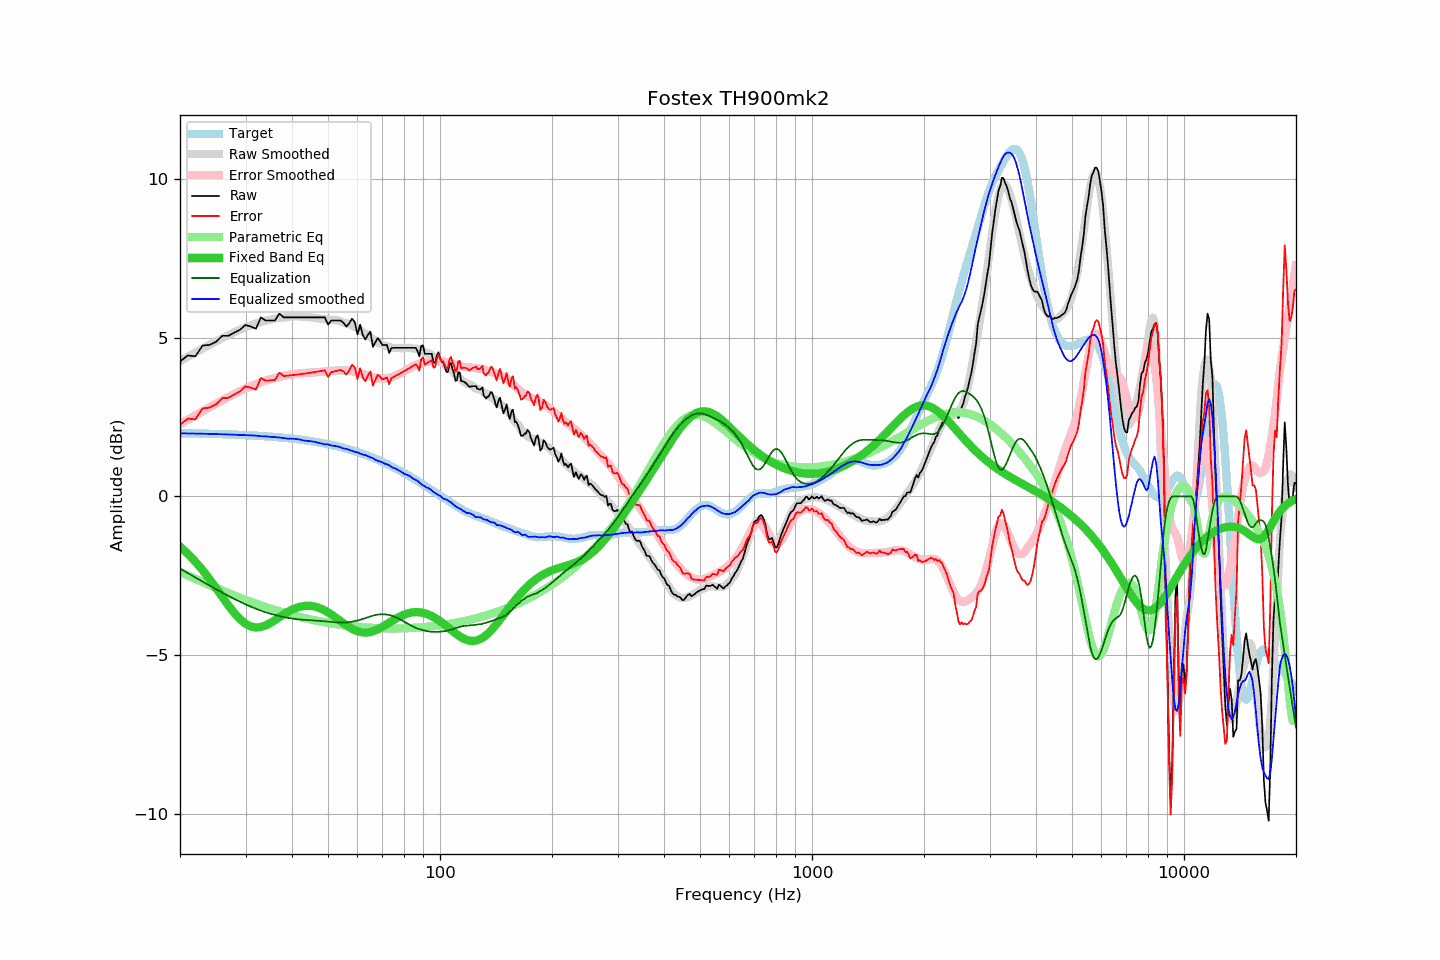 Fostex TH900mk2
Target
Raw Smoothed
Error Smoothed
Raw
Error
Parametric Eq
Fixed Band Eq
Equalization
Equalized smoothed
10
5
0
−5
−10
Amplitude (dBr)
100
1000
10000
Frequency (Hz)